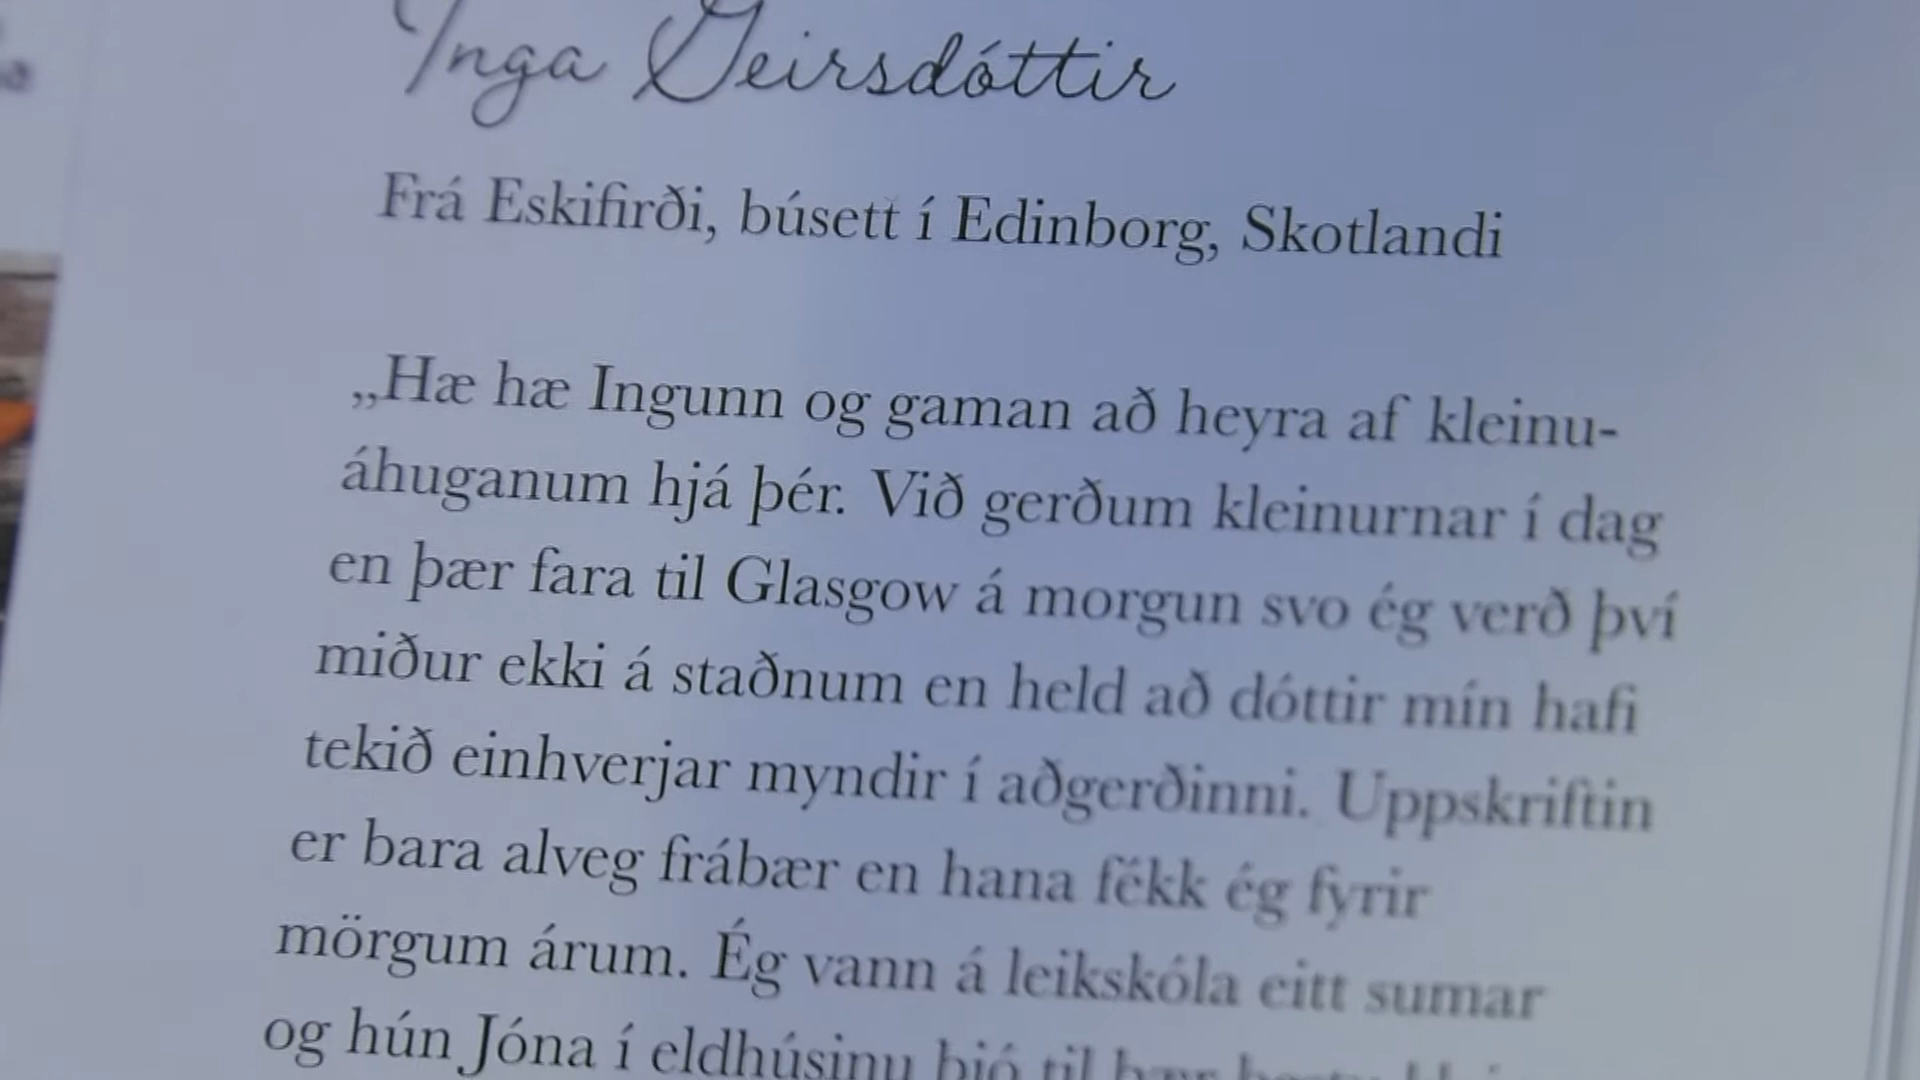 Inga Geirsdóttir
Frá Eskifirði, búsett í Edinborg, Skotlandi
„Hæ hæ Ingunn og gaman að heyra af kleinu-
áhuganum hjá þér. Við gerðum kleinurnar í dag
en þær fara til Glasgow á morgun svo ég verð því
miður ekki á staðnum en held að dóttir mín hafi
tekið einhverjar myndir í aðgerðinni. Uppskriftin
er bara alveg frábær en hana fékk ég fyrir
mörgum árum. Ég vann á leikskóla eitt sumar
og hún Jóna í eldhúsinu bjó til þær